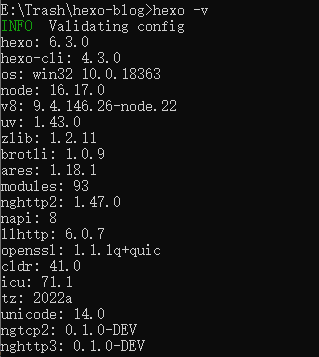 E:\Trash\hexo-blog>hexo -v
INFO  Validating config
hexo: 6.3.0
hexo-cli: 4.3.0
os: win32 10.0.18363
node: 16.17.0
v8: 9.4.146.26-node.22
uv: 1.43.0
zlib: 1.2.11
brotli: 1.0.9
ares: 1.18.1
modules: 93
nghttp2: 1.47.0
napi: 8
llhttp: 6.0.7
openssl: 1.1.1q+quic
cldr: 41.0
icu: 71.1
tz: 2022a
unicode: 14.0
ngtcp2: 0.1.0-DEV
nghttp3: 0.1.0-DEV